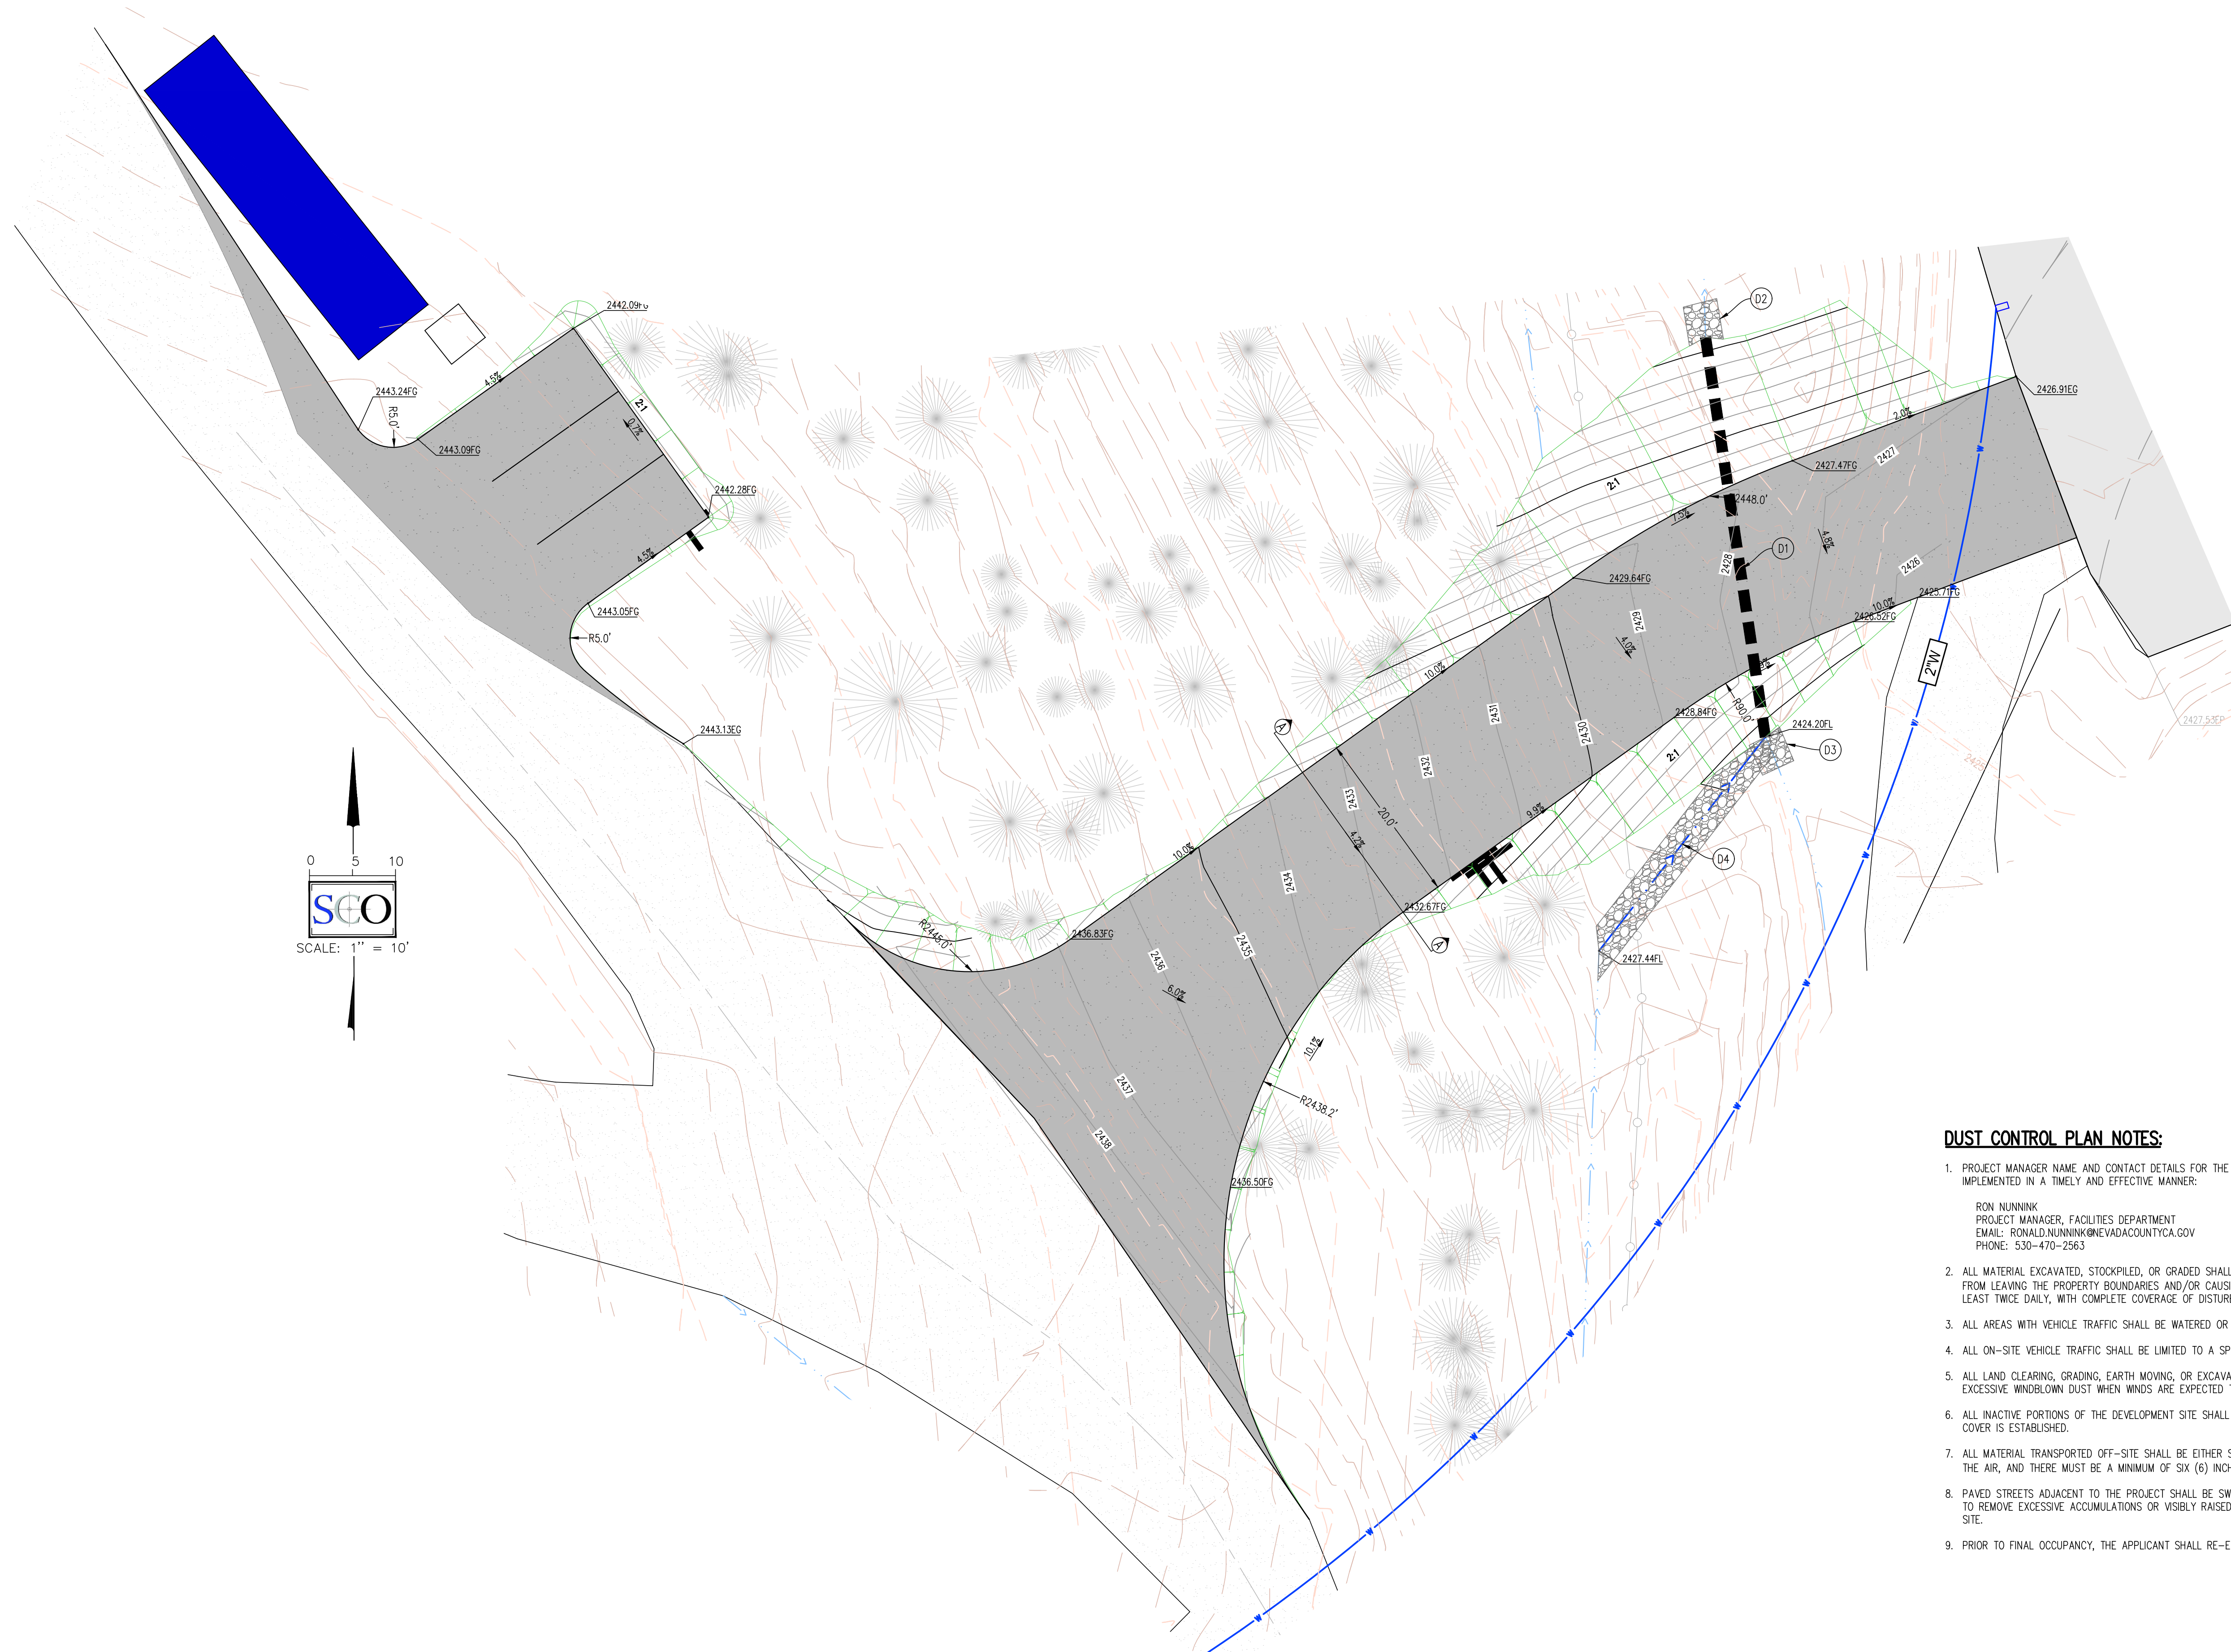 2442.09FG
4.5%
2443.24FG
R5.0'
2:1
0.7%
2443.09FG
2442.28FG
4.5%
2443.05FG
R5.0'
2443.13EG
D2
2426.91EG
2.0%
2427
2427.47FG
2:1
R2448.0'
7.5%
4.8%
2428
D1
2426
2429.64FG
2425.71FG
10.0%
2426.52FG
2429
4.0%
10.0%
2"W
W
W
W
W
W
W
W
W
W
W
W
2431
R90.0'
2428.84FG
2424.20FL
2427.53EP
2430
D3
2:1
A
2432
2425
2433
20.0'
9.9%
4.2%
10.0%
D4
2434
2432.67FG
A
R2445.0'
2436.83FG
2435
2436
2427.44FL
6.0%
10.1%
2437
R2438.2'
2438
2436.50FG
0 5 10
SCO
SCALE: 1'' = 10'
DUST CONTROL PLAN NOTES:
1. PROJECT MANAGER NAME AND CONTACT DETAILS FOR THE
IMPLEMENTED IN A TIMELY AND EFFECTIVE MANNER:
RON NUNNINK
PROJECT MANAGER, FACILITIES DEPARTMENT
EMAIL: RONALD.NUNNINK@NEVADACOUNTYCA.GOV
PHONE: 530-470-2563
2. ALL MATERIAL EXCAVATED, STOCKPILED, OR GRADED SHALL
FROM LEAVING THE PROPERTY BOUNDARIES AND/OR CAUSI
LEAST TWICE DAILY, WITH COMPLETE COVERAGE OF DISTURB
3. ALL AREAS WITH VEHICLE TRAFFIC SHALL BE WATERED OR
4. ALL ON-SITE VEHICLE TRAFFIC SHALL BE LIMITED TO A SP
5. ALL LAND CLEARING, GRADING, EARTH MOVING, OR EXCAVA
EXCESSIVE WINDBLOWN DUST WHEN WINDS ARE EXPECTED
6. ALL INACTIVE PORTIONS OF THE DEVELOPMENT SITE SHALL
COVER IS ESTABLISHED.
7. ALL MATERIAL TRANSPORTED OFF-SITE SHALL BE EITHER S
THE AIR, AND THERE MUST BE A MINIMUM OF SIX (6) INCH
8. PAVED STREETS ADJACENT TO THE PROJECT SHALL BE SW
TO REMOVE EXCESSIVE ACCUMULATIONS OR VISIBLY RAISED
SITE.
9. PRIOR TO FINAL OCCUPANCY, THE APPLICANT SHALL RE-E